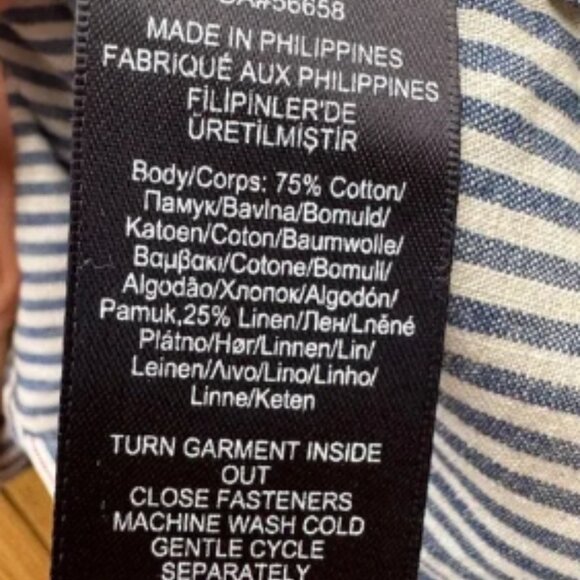 CA#56658
MADE IN PHILIPPINES
FABRIQUÉ AUX PHILIPPINES
FİLİPİNLER'DE
ÜRETİLMİŞTİR
Body/Corps: 75% Cotton/
Памук/Bavlna/Bomuld/
Katoen/Coton/Baumwolle/
Βαμβακι/Cotone/Bomull/
Algodão/Хлопок/Algodón/
Pamuk,25% Linen/Лен/Lněné
Plátno/Hør/Linnen/Lin/
Leinen/Λινο/Lino/Linho/
Linne/Keten
TURN GARMENT INSIDE
OUT
CLOSE FASTENERS
MACHINE WASH COLD
GENTLE CYCLE
SEPARATELY